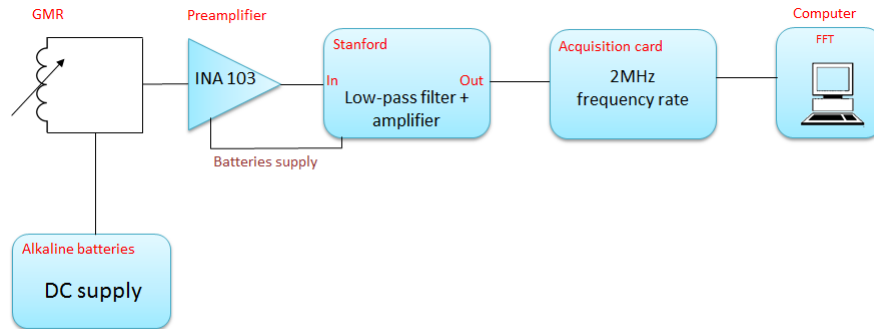 GMR
Preamplifier
INA 103
Batteries supply
Stanford
In
Out
Low-pass filter +
amplifier
Acquisition card
2MHz
frequency rate
Computer
FFT
Alkaline batteries
DC supply